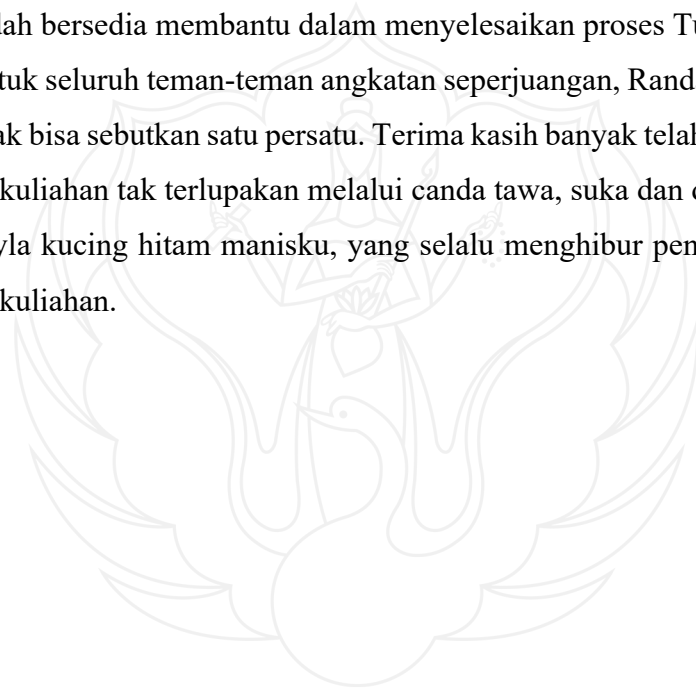 dah bersedia membantu dalam menyelesaikan proses Tu
tuk seluruh teman-teman angkatan seperjuangan, Rand
ak bisa sebutkan satu persatu. Terima kasih banyak telah
kuliahan tak terlupakan melalui canda tawa, suka dan d
yla kucing hitam manisku, yang selalu menghibur pen
kuliahan.